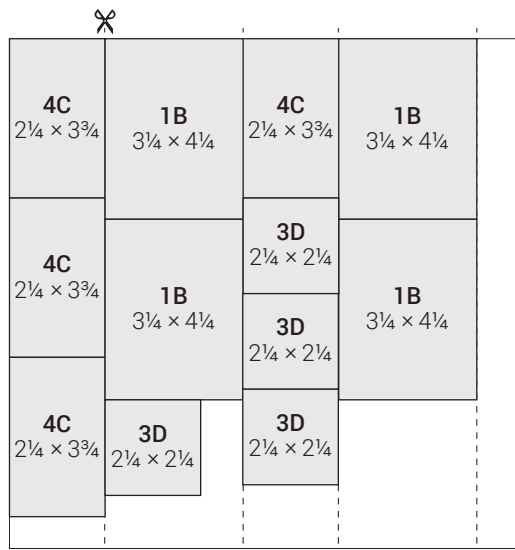 4C
2¼ × 3¾
1B
3¼ × 4¼
4C
2¼ × 3¾
1B
3¼ × 4¼
4C
2¼ × 3¾
1B
3¼ × 4¼
3D
2¼ × 2¼
1B
3¼ × 4¼
3D
2¼ × 2¼
4C
2¼ × 3¾
3D
2¼ × 2¼
3D
2¼ × 2¼